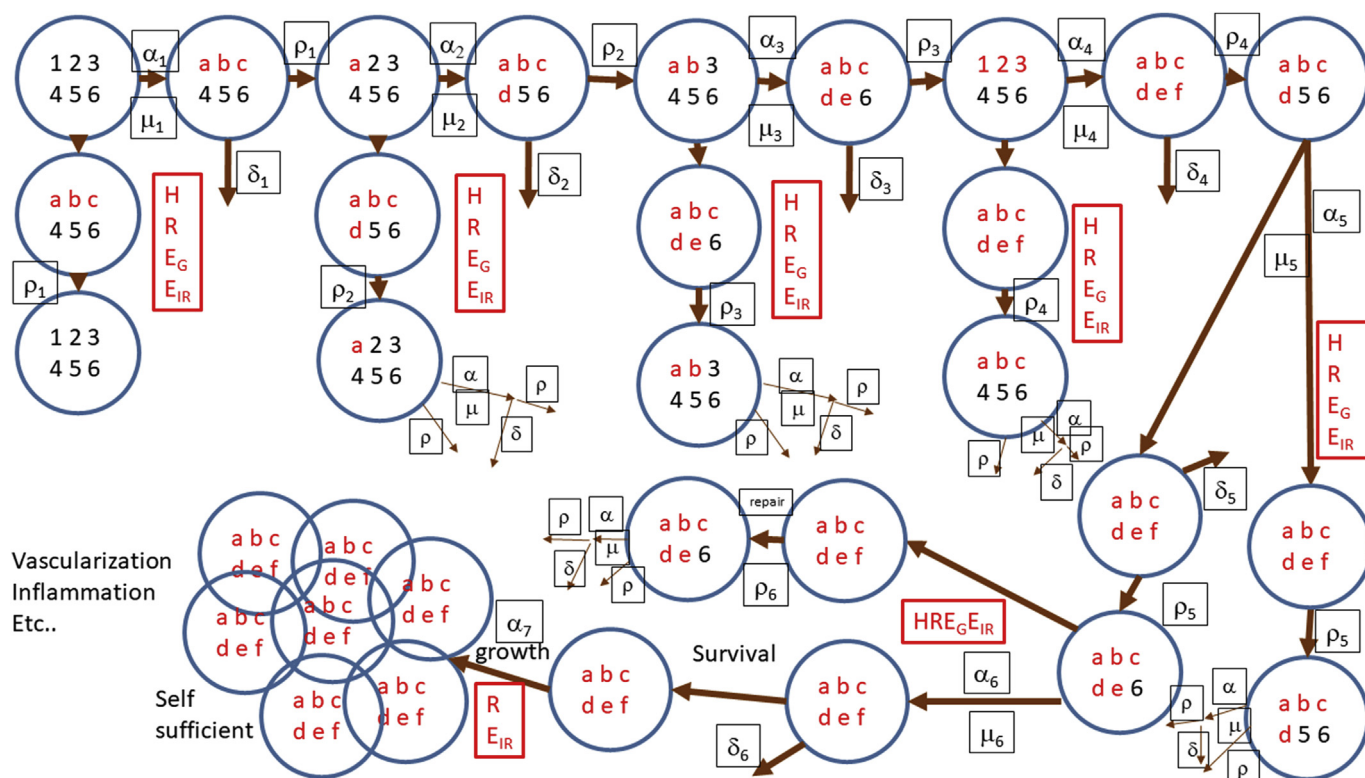 1 2 3
4 5 6
α1
μ1
a b c
4 5 6
ρ1
a 2 3
4 5 6
α2
μ2
a b c
d 5 6
ρ2
a b 3
4 5 6
α3
μ3
a b c
d e 6
ρ3
1 2 3
4 5 6
α4
μ4
a b c
d e f
ρ4
a b c
d 5 6
δ1
δ2
δ3
δ4
a b c
4 5 6
H
R
EG
EIR
a b c
d 5 6
H
R
EG
EIR
a b c
d e 6
H
R
EG
EIR
a b c
d e f
H
R
EG
EIR
α5
μ5
ρ1
1 2 3
4 5 6
ρ2
a 2 3
4 5 6
α
μ
ρ
ρ
δ
ρ3
a b 3
4 5 6
α
μ
ρ
ρ
δ
ρ4
a b c
4 5 6
α
μ
ρ
ρ
δ
H
R
EG
EIR
a b c
d e f
δ5
a b c
d e f
ρ5
ρ5
a b c
d e 6
a b c
d 5 6
α
μ
ρ
ρ
δ
repair
a b c
d e f
ρ6
a b c
d e 6
ρ
α
μ
δ
ρ
HREGEIR
α6
μ6
a b c
d e f
δ6
Survival
a b c
d e f
α7
growth
R
EIR
a b c
d e f
a b c
d e f
a b c
d e f
a b c
d e f
a b c
d e f
a b c
d e f
a b c
d e f
Vascularization
Inflammation
Etc..
Self
sufficient